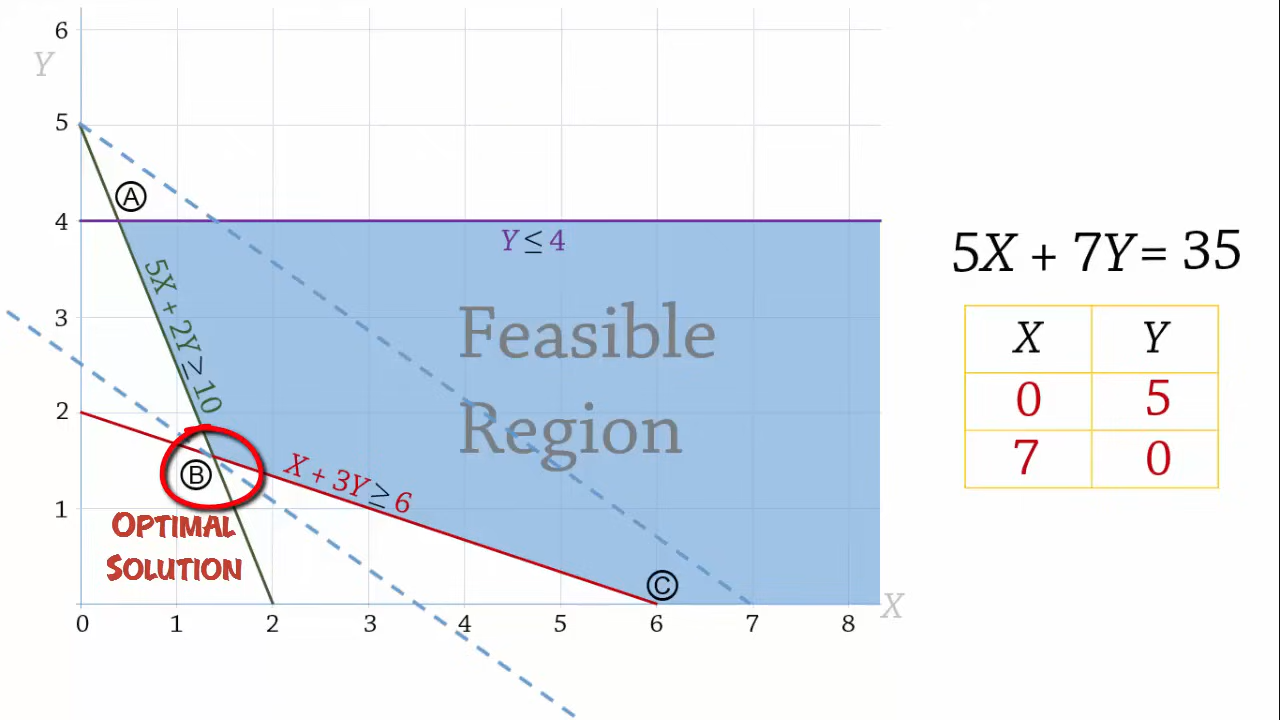 6
Y
5
A
4
Y ≤ 4
5X + 2Y ≥ 10
3
Feasible
Region
2
B
X + 3Y ≥ 6
1
OPTIMAL
SOLUTION
C
X
0 1 2 3 4 5 6 7 8
5X + 7Y = 35
X Y
0 5
7 0